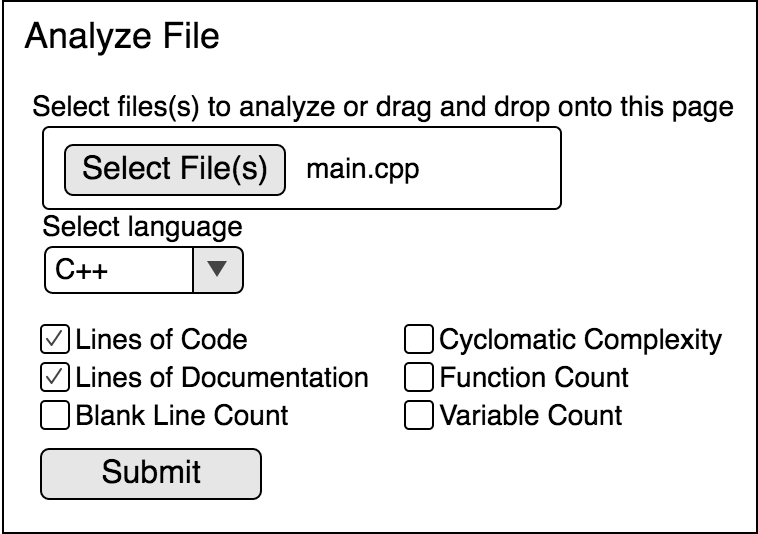 Analyze File
Select files(s) to analyze or drag and drop onto this page
Select File(s) main.cpp
Select language
C++
Lines of Code Cyclomatic Complexity
Lines of Documentation Function Count
Blank Line Count Variable Count
Submit